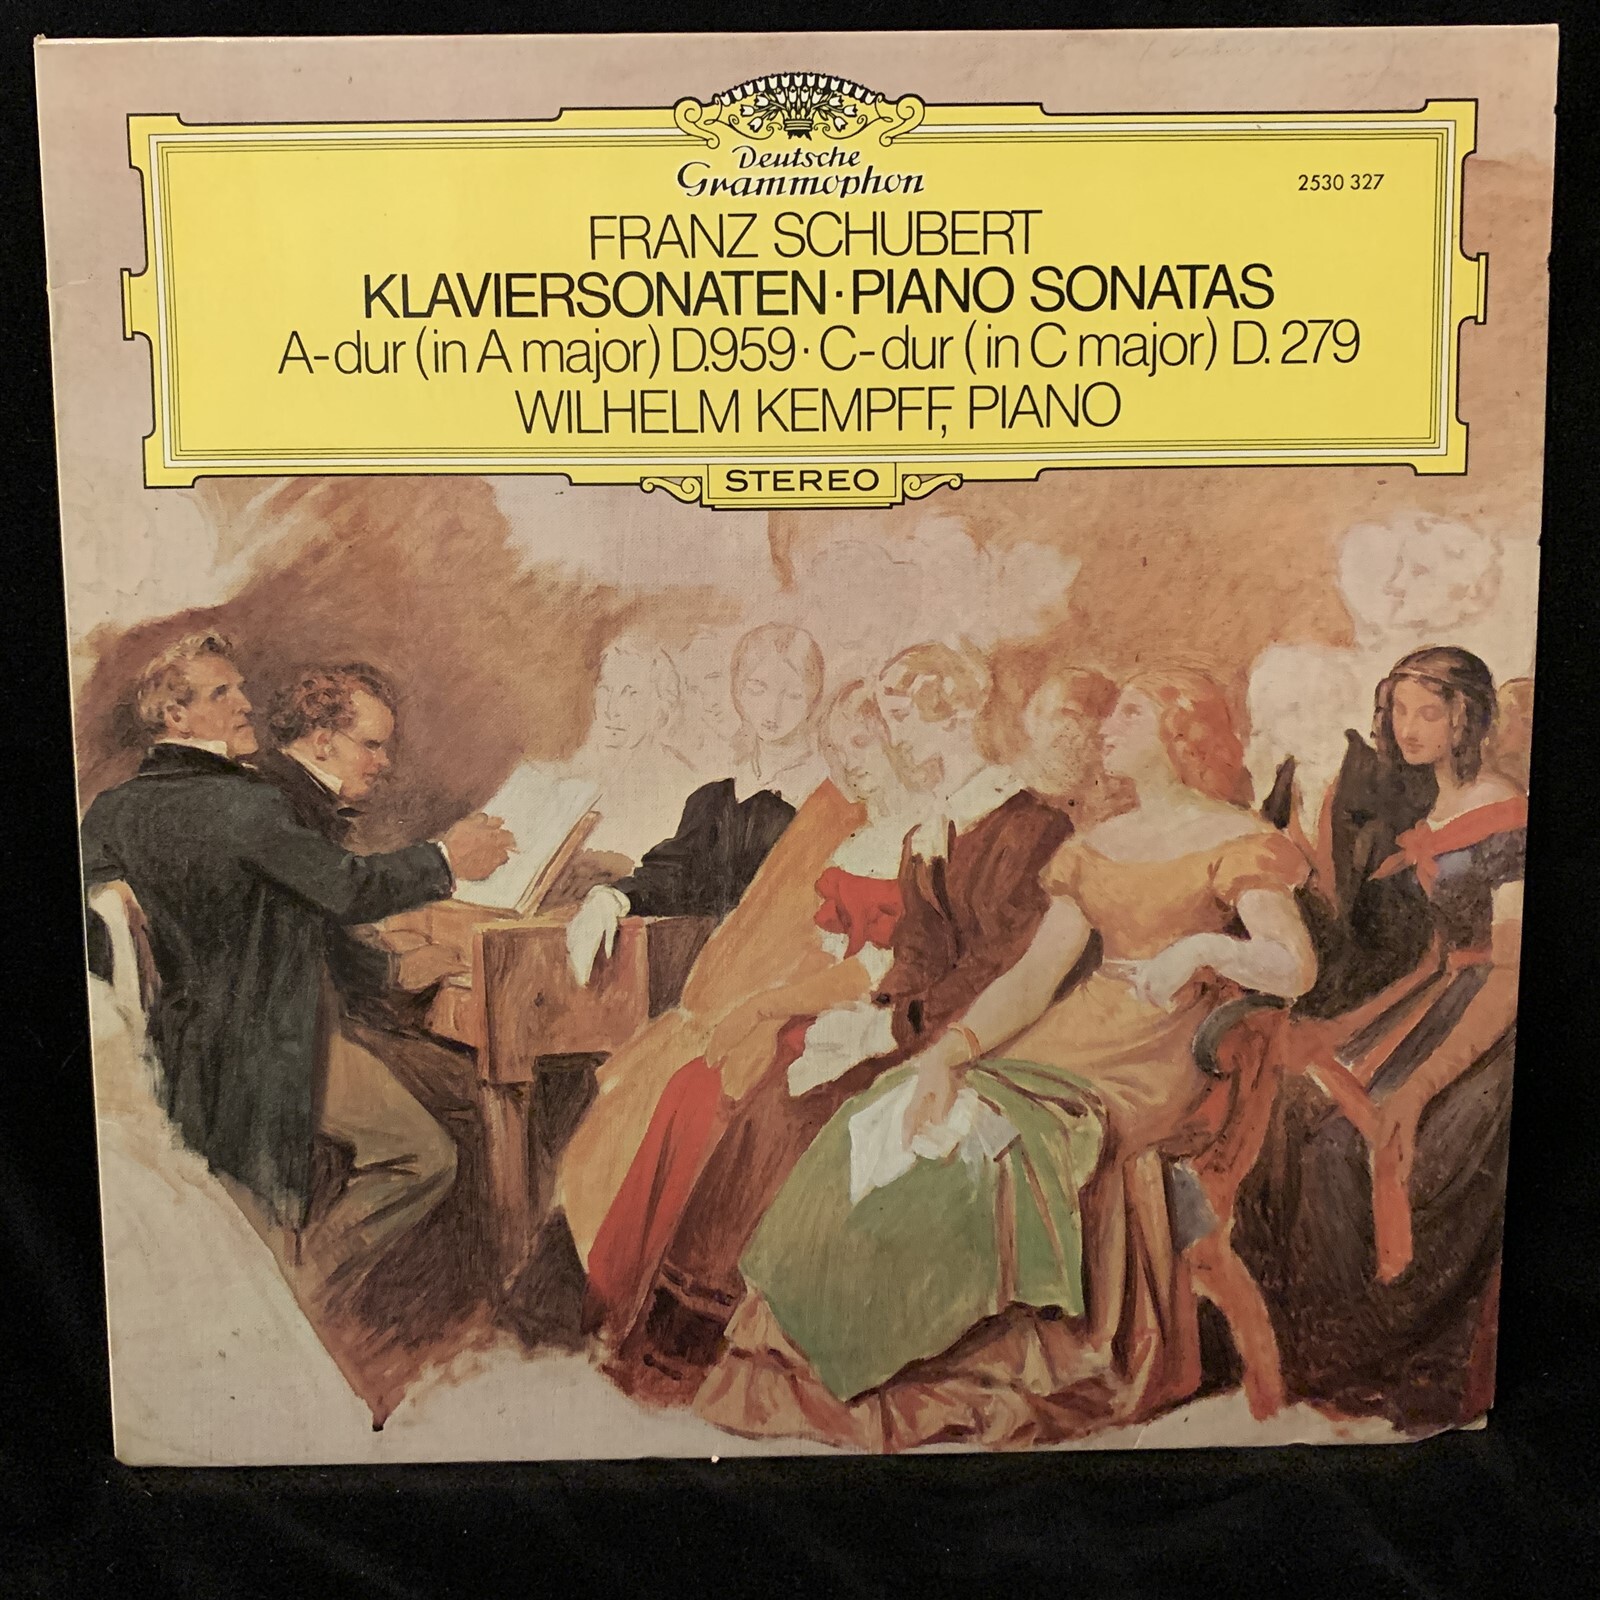 Deutsche
Grammophon
2530 327
FRANZ SCHUBERT
KLAVIERSONATEN·PIANO SONATAS
A-dur (in A major) D.959·C-dur (in C major) D. 279
WILHELM KEMPFF, PIANO
STEREO